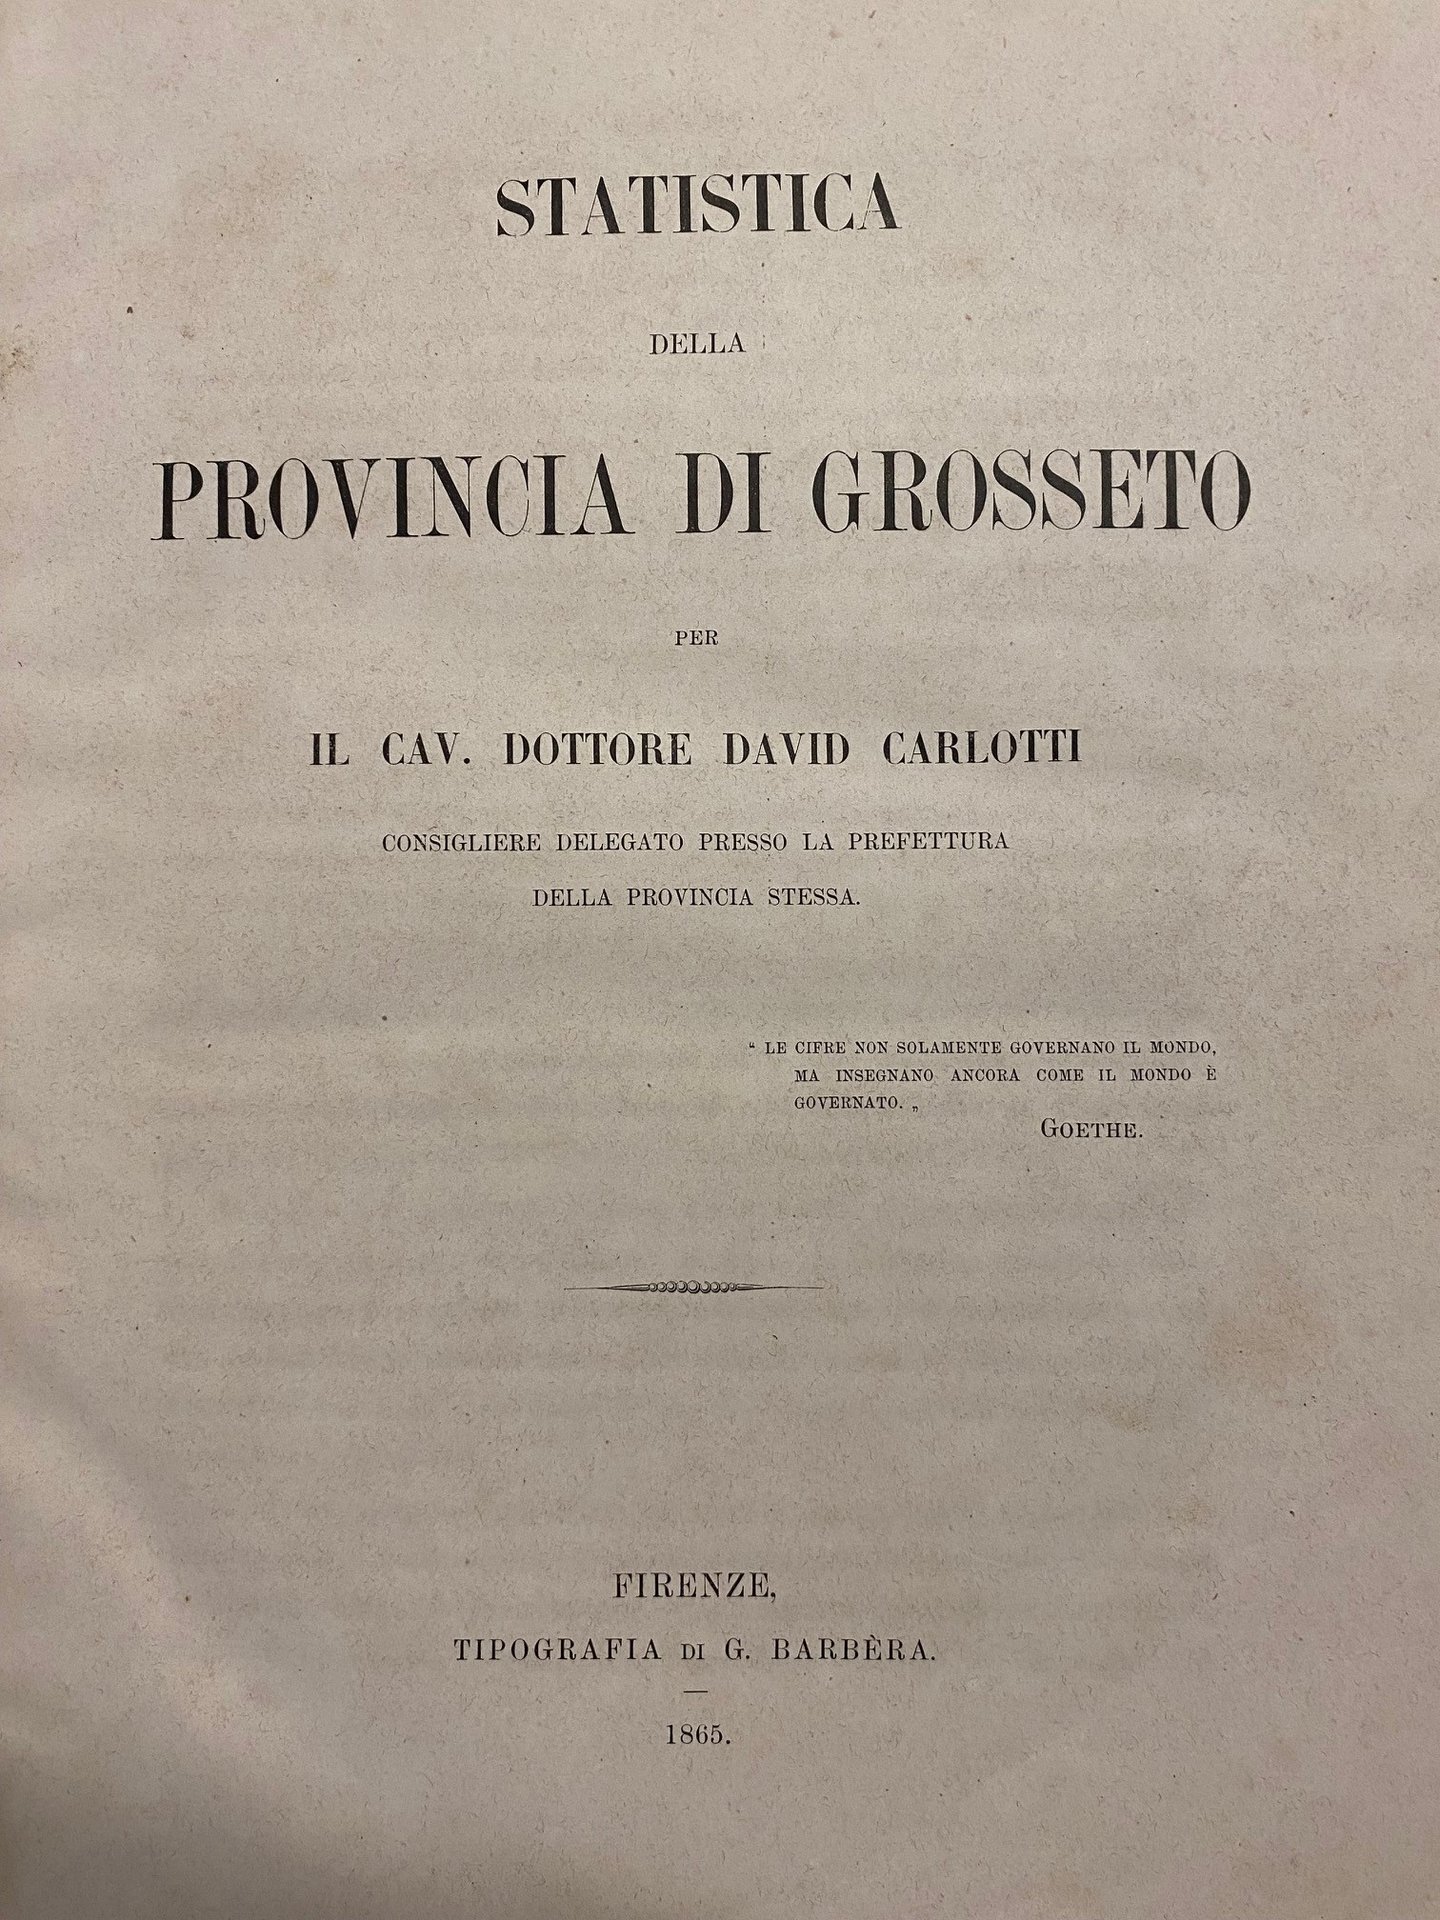 STATISTICA
DELLA
PROVINCIA DI GROSSETO
PER
IL CAV. DOTTORE DAVID CARLOTTI
CONSIGLIERE DELEGATO PRESSO LA PREFETTURA
DELLA PROVINCIA STESSA.
“ LE CIFRE NON SOLAMENTE GOVERNANO IL MONDO,
MA INSEGNANO ANCORA COME IL MONDO È
GOVERNATO. „
GOETHE.
FIRENZE,
TIPOGRAFIA DI G. BARBÈRA.
—
1865.